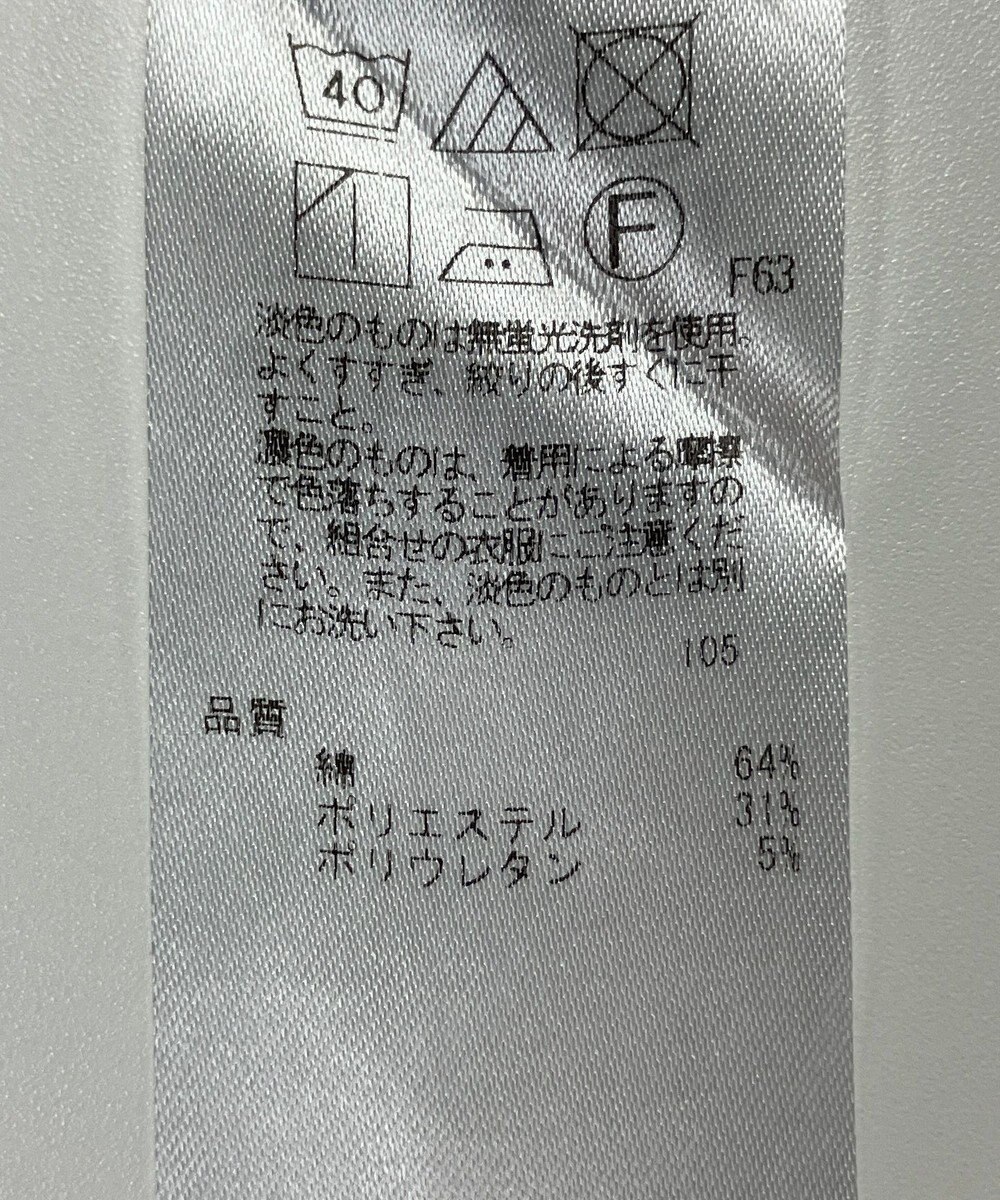 40
F
F63
淡色のものは無蛍光洗剤を使用。
よくすすぎ、絞りの後すぐに干
すこと。
濃色のものは、着用による摩擦
で色落ちすることがありますの
で、組合せの衣服にご注意くだ
さい。また、淡色のものとは別
にお洗い下さい。
105
品質
綿 64%
ポリエステル 31%
ポリウレタン 5%